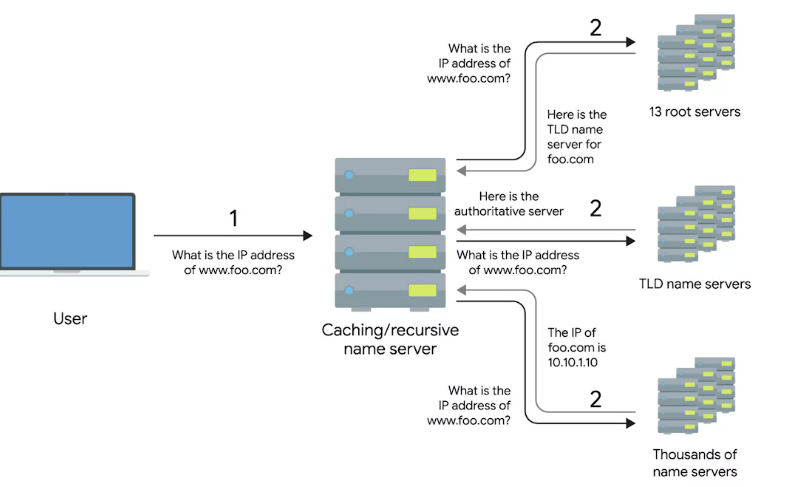 2
What is the
IP address of
www.foo.com?
13 root servers
Here is the
TLD name
server for
foo.com
1
What is the IP address
of www.foo.com?
Here is the
authoritative server
2
What is the IP address
of www.foo.com?
TLD name servers
User
Caching/recursive
name server
The IP of
foo.com is
10.10.1.10
What is the
IP address of
www.foo.com?
2
Thousands of
name servers